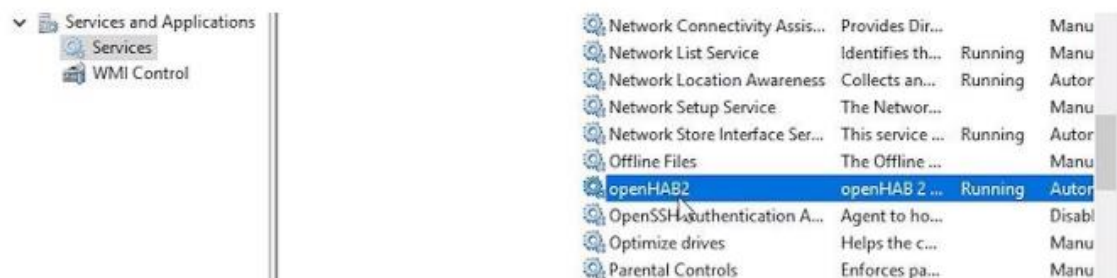 Services and Applications
Services
WMI Control
Network Connectivity Assis... Provides Dir... Manu
Network List Service Identifies th... Running Manu
Network Location Awareness Collects an... Running Autor
Network Setup Service The Networ... Manu
Network Store Interface Ser... This service ... Running Autor
Offline Files The Offline ... Manu
openHAB2 openHAB 2 ... Running Autor
OpenSSH Authentication A... Agent to ho... Disabl
Optimize drives Helps the c... Manu
Parental Controls Enforces pa... Manu